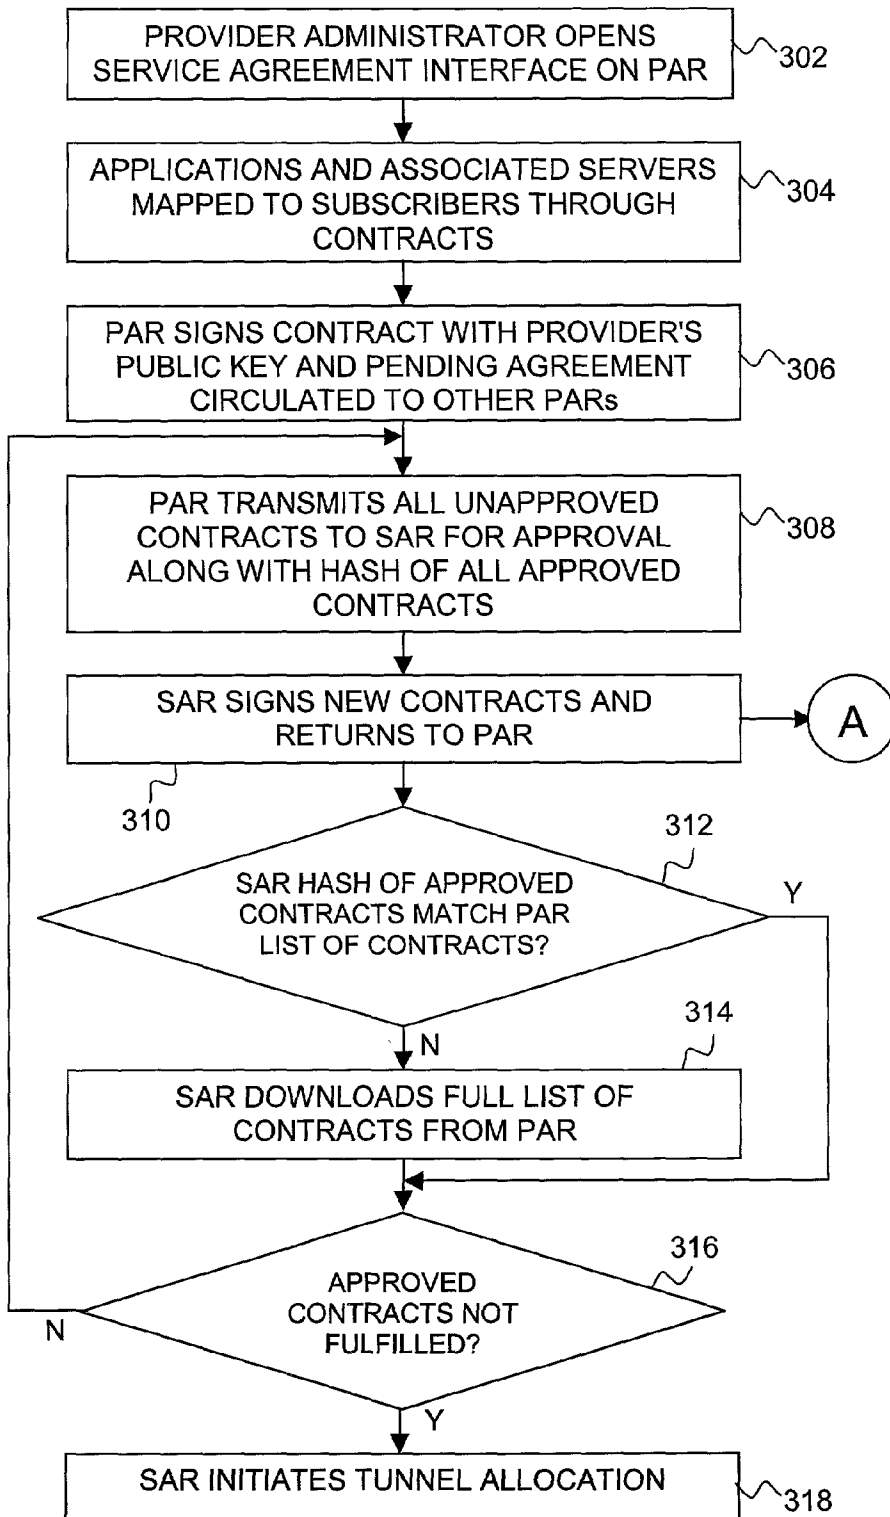 PROVIDER ADMINISTRATOR OPENS
SERVICE AGREEMENT INTERFACE ON PAR
302
APPLICATIONS AND ASSOCIATED SERVERS
MAPPED TO SUBSCRIBERS THROUGH
CONTRACTS
304
PAR SIGNS CONTRACT WITH PROVIDER'S
PUBLIC KEY AND PENDING AGREEMENT
CIRCULATED TO OTHER PARs
306
PAR TRANSMITS ALL UNAPPROVED
CONTRACTS TO SAR FOR APPROVAL
ALONG WITH HASH OF ALL APPROVED
CONTRACTS
308
SAR SIGNS NEW CONTRACTS AND
RETURNS TO PAR
A
310
312
SAR HASH OF APPROVED
CONTRACTS MATCH PAR
LIST OF CONTRACTS?
Y
N
314
SAR DOWNLOADS FULL LIST OF
CONTRACTS FROM PAR
316
APPROVED
CONTRACTS NOT
FULFILLED?
N
Y
SAR INITIATES TUNNEL ALLOCATION
318